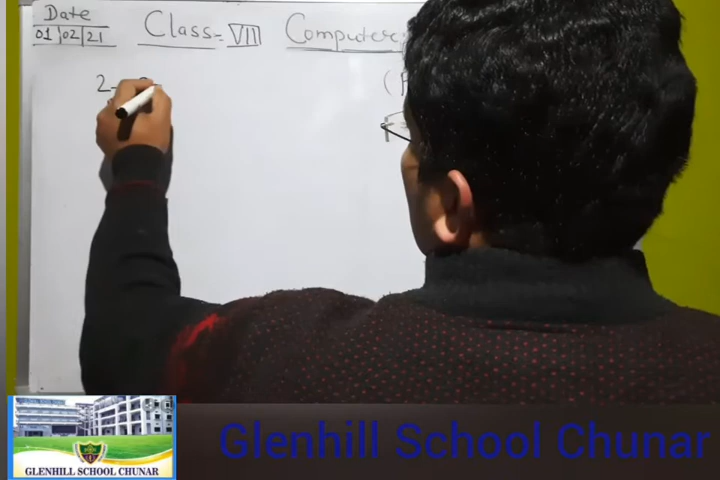 Date
01 02 21
Class:- VII Computer
2-
(
GLENHILL SCHOOL CHUNAR
Glenhill School Chunar